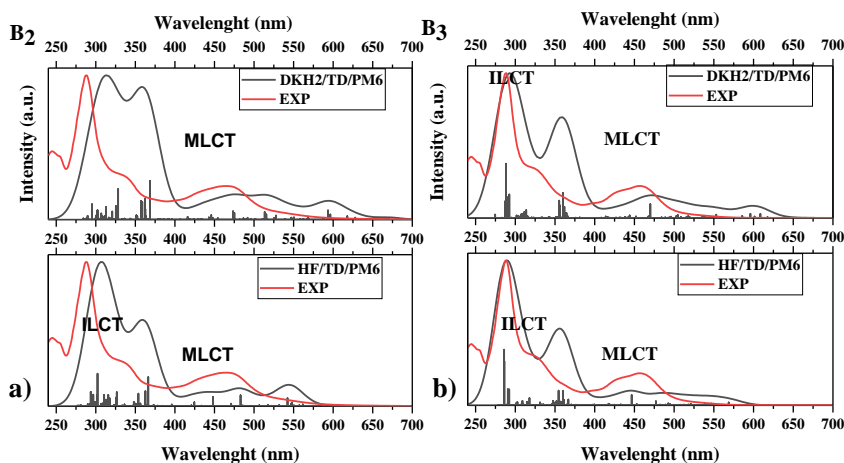 Wavelenght (nm)
B2
250 300 350 400 450 500 550 600 650 700
DKH2/TD/PM6
EXP
MLCT
Intensity (a.u.)
HF/TD/PM6
EXP
ILCT
MLCT
a)
250 300 350 400 450 500 550 600 650 700
Wavelenght (nm)
Wavelenght (nm)
B3
250 300 350 400 450 500 550 600 650 700
ILCT
DKH2/TD/PM6
EXP
MLCT
Intensity (a.u.)
HF/TD/PM6
EXP
ILCT
MLCT
b)
250 300 350 400 450 500 550 600 650 700
Wavelenght (nm)